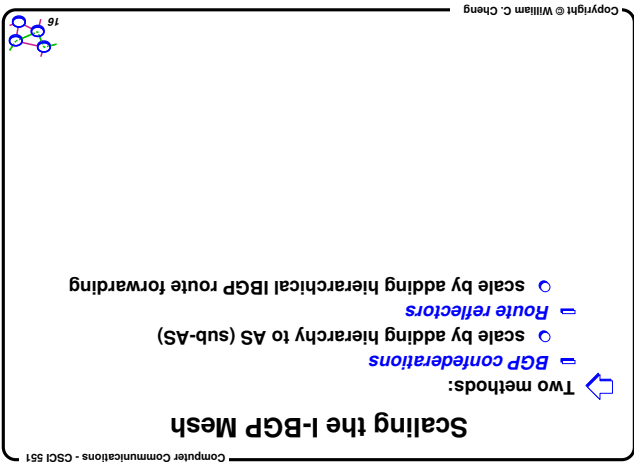 Computer Communications - CSCI 551
Scaling the I-BGP Mesh
Two methods:
BGP confederations
scale by adding hierarchy to AS (sub-AS)
Route reflectors
scale by adding hierarchical IBGP route forwarding
16
Copyright © William C. Cheng